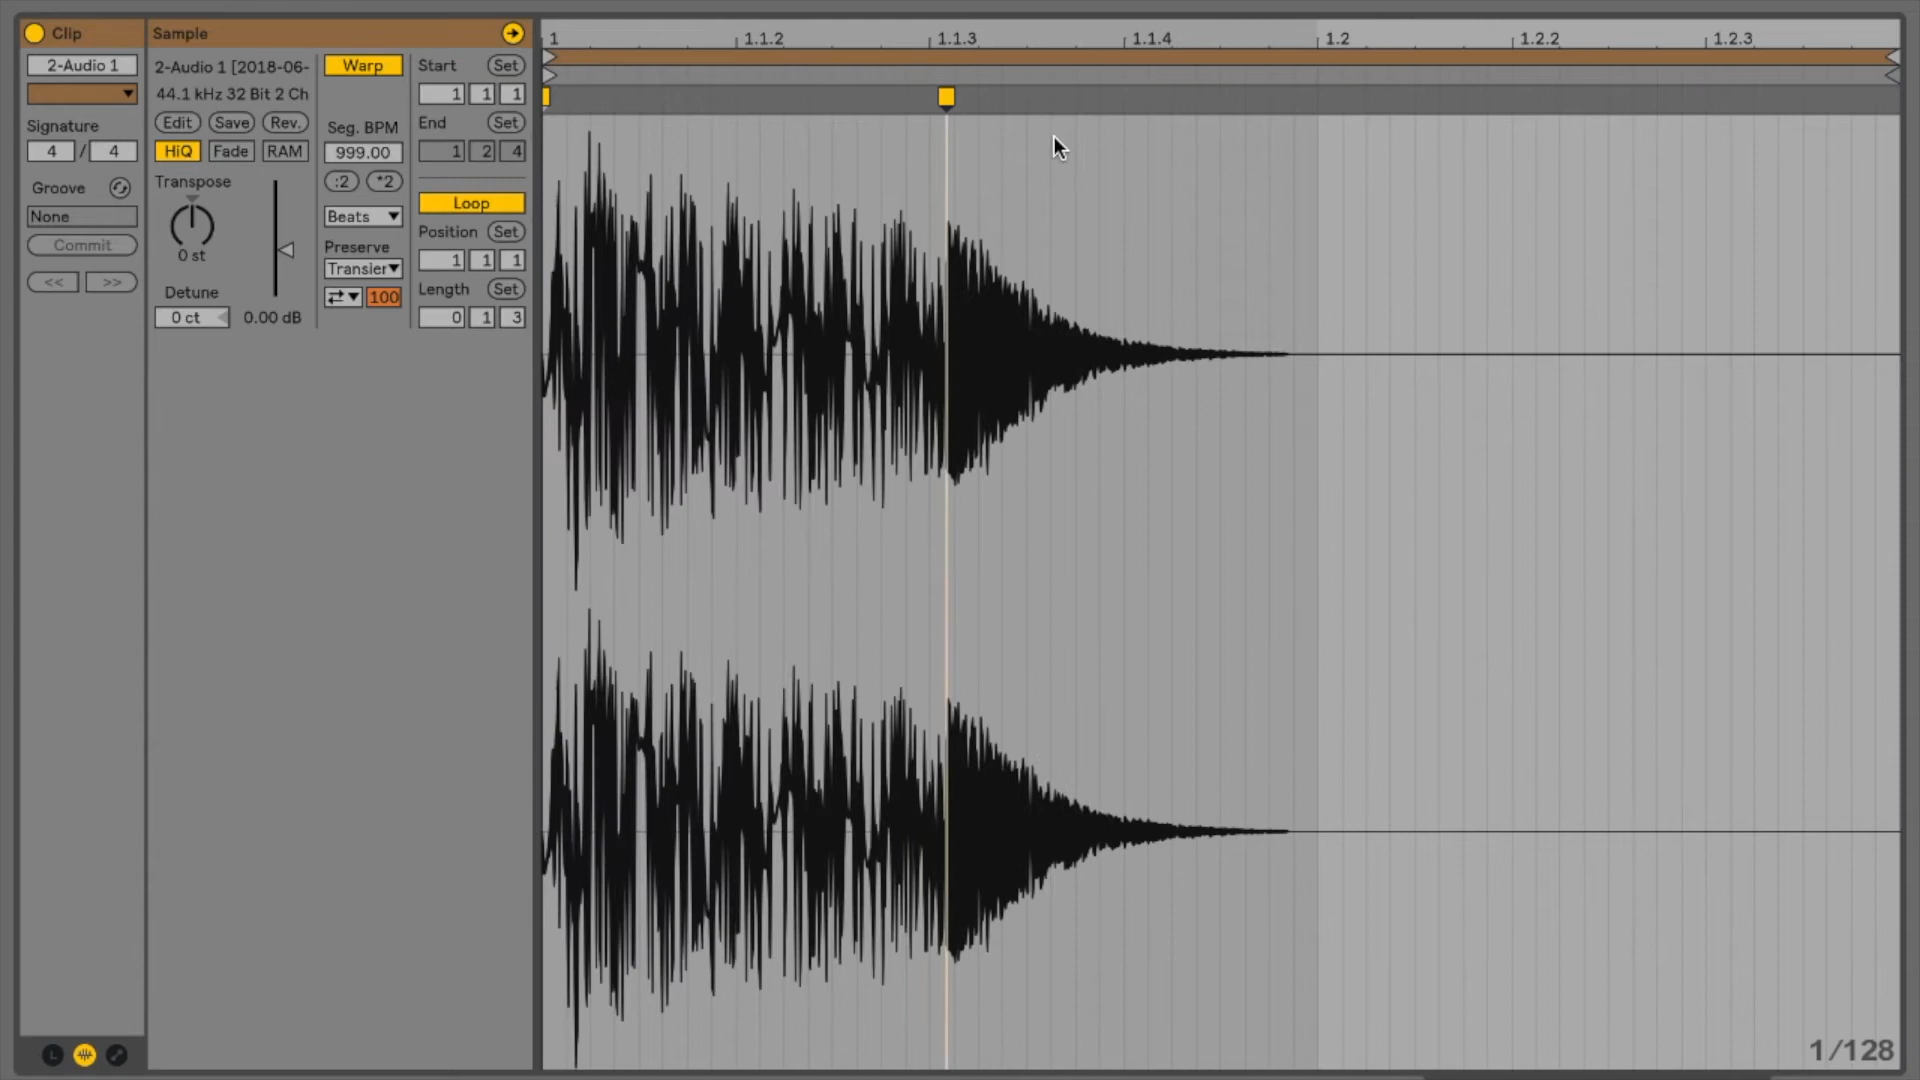 Clip
2-Audio 1
Signature
4 / 4
Groove
None
Commit
<< >>
Sample
2-Audio 1 [2018-06-
44.1 kHz 32 Bit 2 Ch
Edit Save Rev.
HiQ Fade RAM
Transpose
0 st
Detune
0 ct 0.00 dB
Warp
Seg. BPM
999.00
:2 *2
Beats
Preserve
Transier
100
Start Set
1 1 1
End Set
1 2 4
Loop
Position Set
1 1 1
Length Set
0 1 3
1 1.1.2 1.1.3 1.1.4 1.2 1.2.2 1.2.3
L
1/128